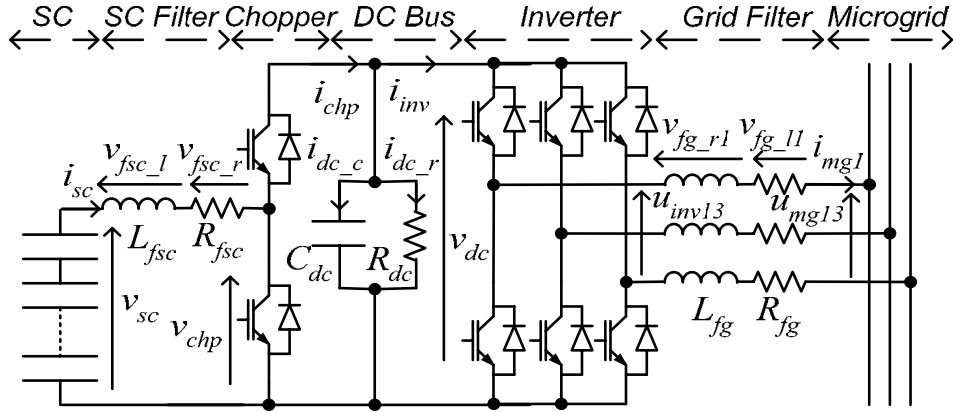 SC SC Filter Chopper DC Bus Inverter Grid Filter Microgrid
i_chp i_inv
v_fsc_l v_fsc_r i_dc_c i_dc_r v_fg_r1 v_fg_l1 i_mg1
i_sc
u_inv13 u_mg13
L_fsc R_fsc
C_dc R_dc v_dc
v_sc v_chp
L_fg R_fg